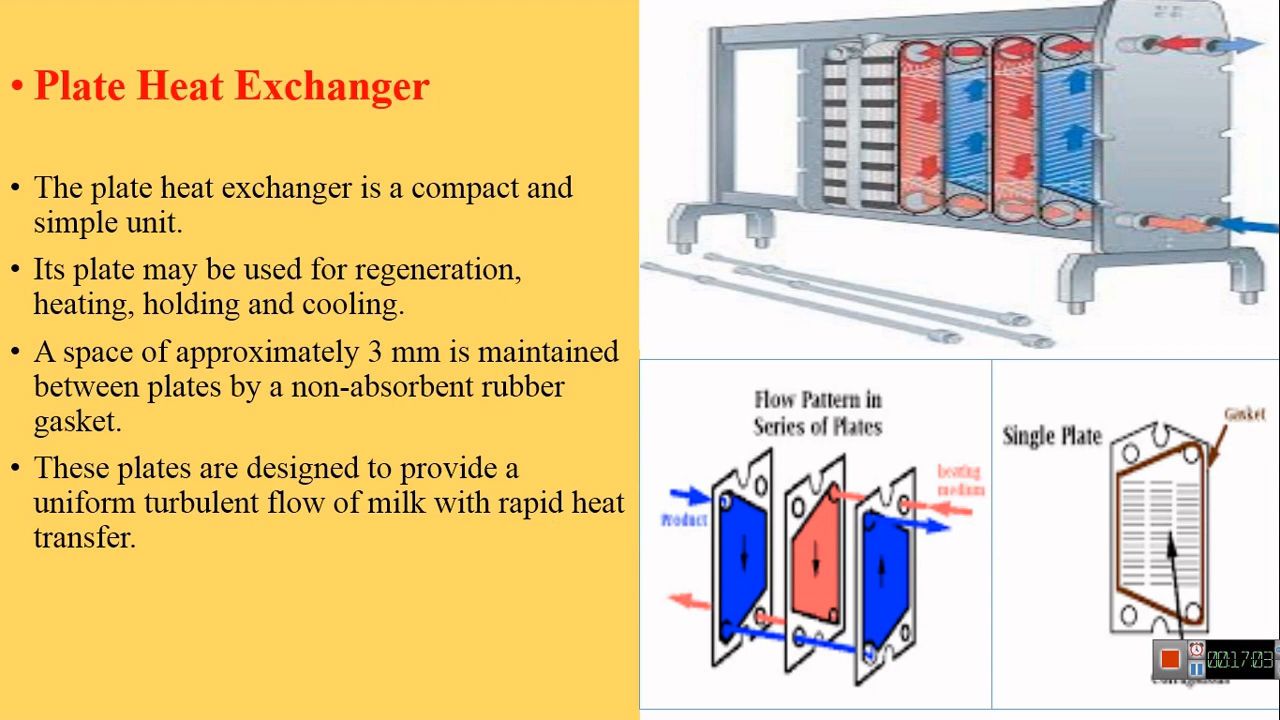 • Plate Heat Exchanger
• The plate heat exchanger is a compact and
simple unit.
• Its plate may be used for regeneration,
heating, holding and cooling.
• A space of approximately 3 mm is maintained
between plates by a non-absorbent rubber
gasket.
• These plates are designed to provide a
uniform turbulent flow of milk with rapid heat
transfer.
Flow Pattern in
Series of Plates
heating
medium
Product
Single Plate
Gasket
00:17:03